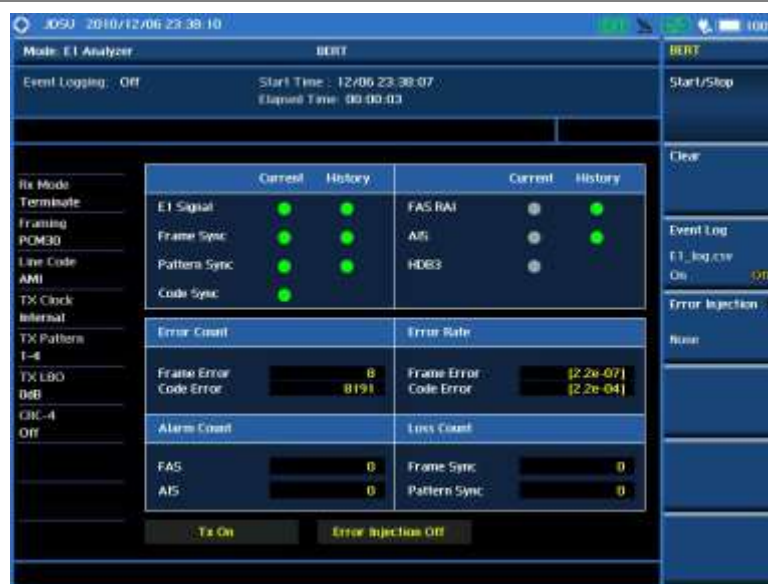 JDSU 2010/12/06 23:38:10
100
Mode: E1 Analyzer BERT
BERT
Event Logging: Off
Start Time : 12/06 23:38:07
Elapsed Time: 00:00:03
Start/Stop
Clear
Event Log
E1_log.csv
On Off
Error Injection
None
Rx Mode
Terminate
Framing
PCM30
Line Code
AMI
TX Clock
Internal
TX Pattern
1-4
TX LBO
0dB
CRC-4
Off
Current History
E1 Signal
Frame Sync
Pattern Sync
Code Sync
Current History
FAS RAI
AIS
HDB3
Error Count
Frame Error 8
Code Error 8191
Error Rate
Frame Error [2.2e-07]
Code Error [2.2e-04]
Alarm Count
FAS 0
AIS 0
Loss Count
Frame Sync 0
Pattern Sync 0
Tx On
Error Injection Off